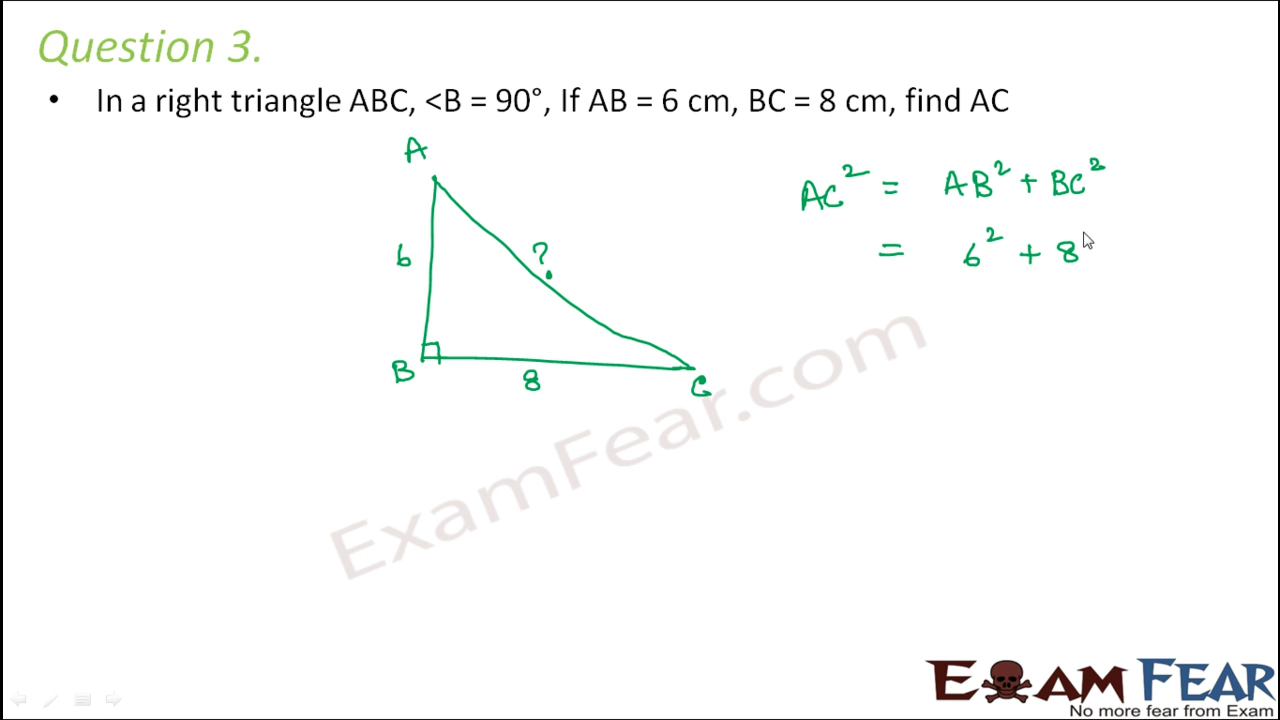 Question 3.
• In a right triangle ABC, <B = 90°, If AB = 6 cm, BC = 8 cm, find AC
A
AC² = AB² + BC²
6
?
= 6² + 8
B
8
C
ExamFear.com
EXAMFEAR
No more fear from Exam